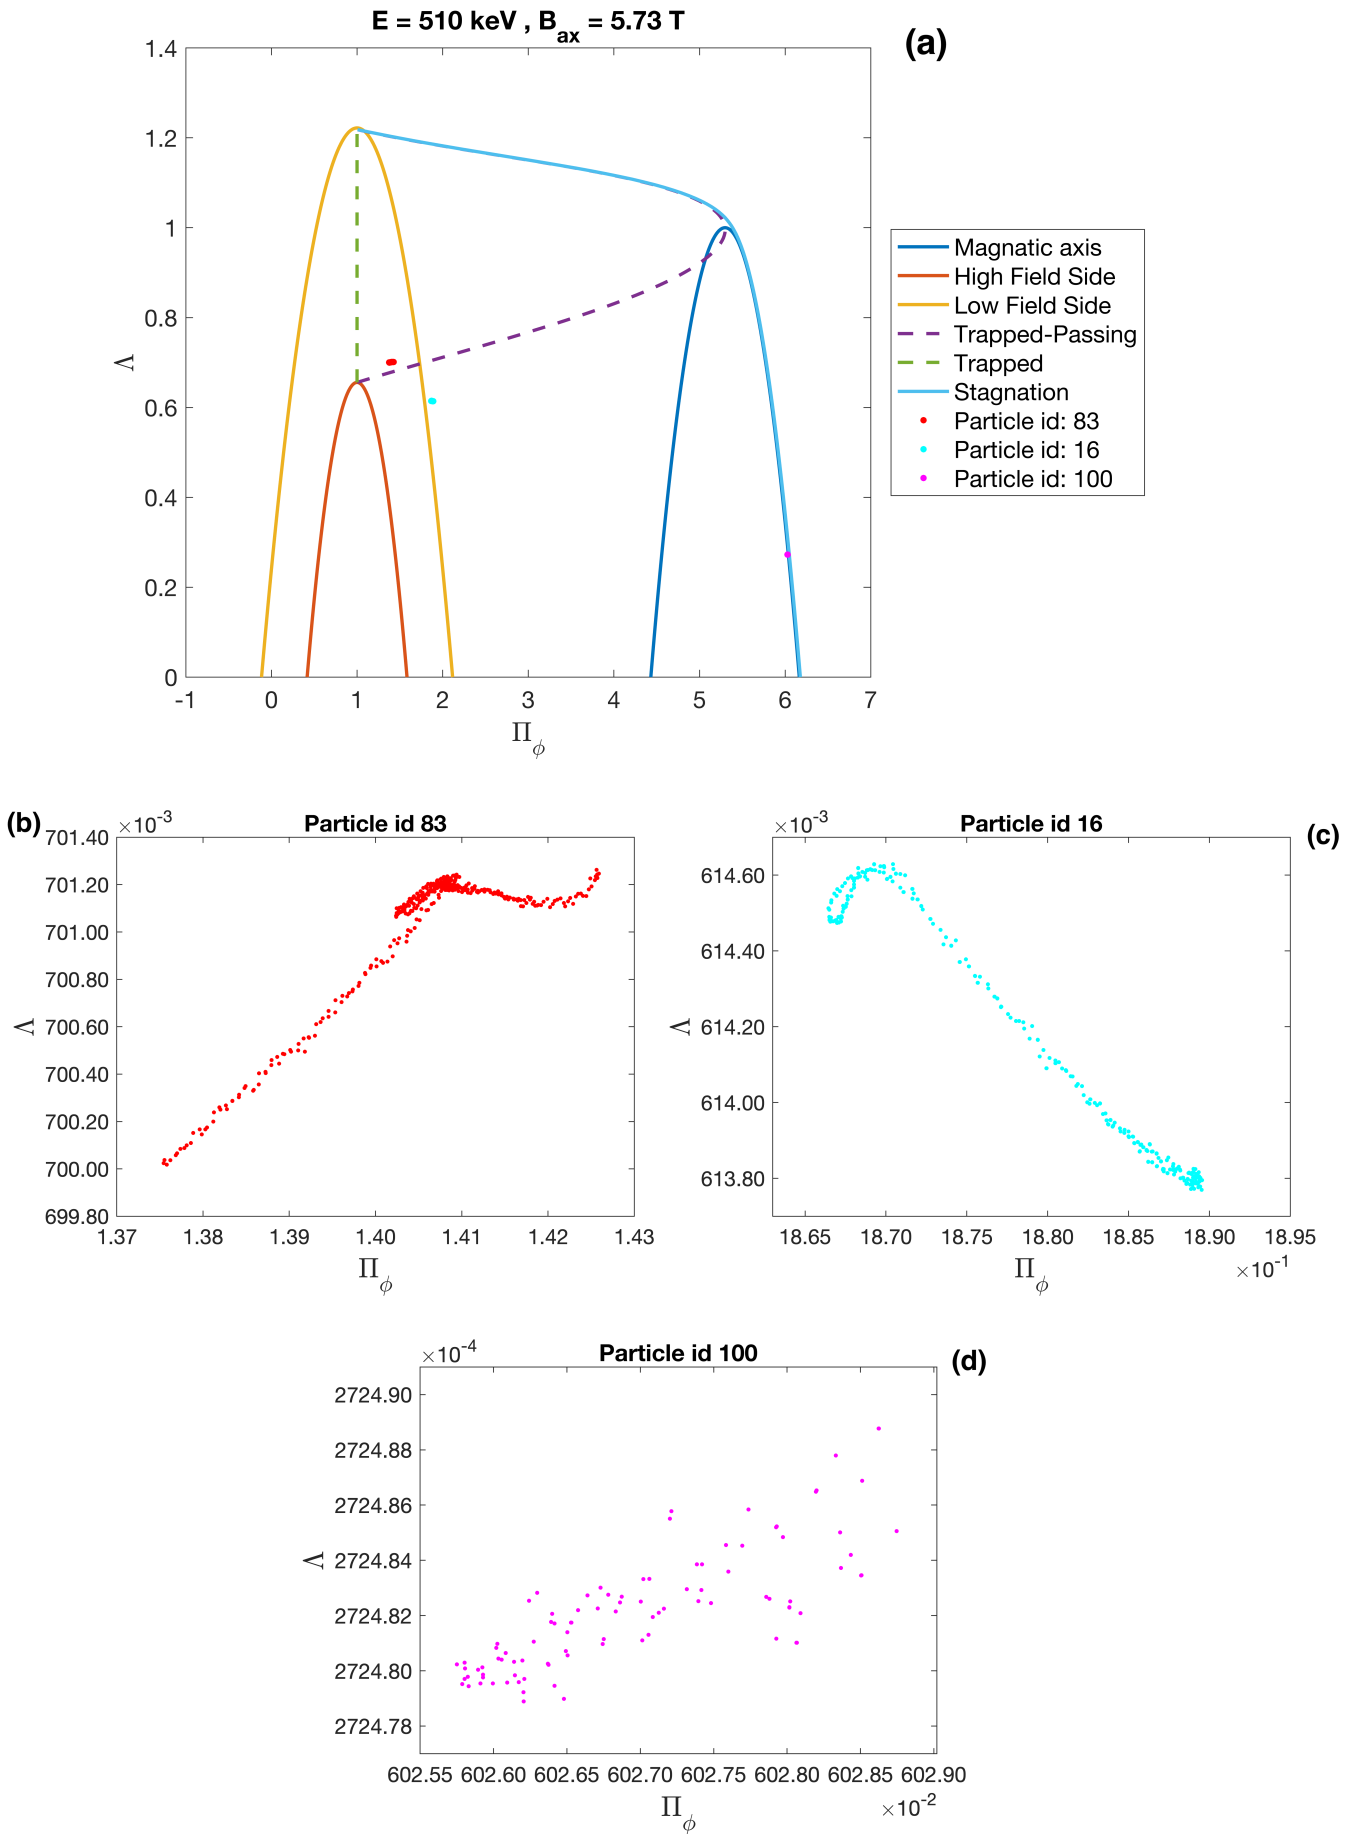 E = 510 keV , B_ax = 5.73 T
(a)
1.4
1.2
1
0.8
0.6
0.4
0.2
0
Λ
-1 0 1 2 3 4 5 6 7
Π_ϕ
Magnatic axis
High Field Side
Low Field Side
Trapped-Passing
Trapped
Stagnation
Particle id: 83
Particle id: 16
Particle id: 100
(b)
×10^-3
Particle id 83
701.40
701.20
701.00
700.80
700.60
700.40
700.20
700.00
699.80
Λ
1.37 1.38 1.39 1.40 1.41 1.42 1.43
Π_ϕ
×10^-3
Particle id 16
(c)
614.60
614.40
614.20
614.00
613.80
Λ
18.65 18.70 18.75 18.80 18.85 18.90 18.95
Π_ϕ
×10^-1
×10^-4
Particle id 100
(d)
2724.90
2724.88
2724.86
2724.84
2724.82
2724.80
2724.78
Λ
602.55 602.60 602.65 602.70 602.75 602.80 602.85 602.90
Π_ϕ
×10^-2